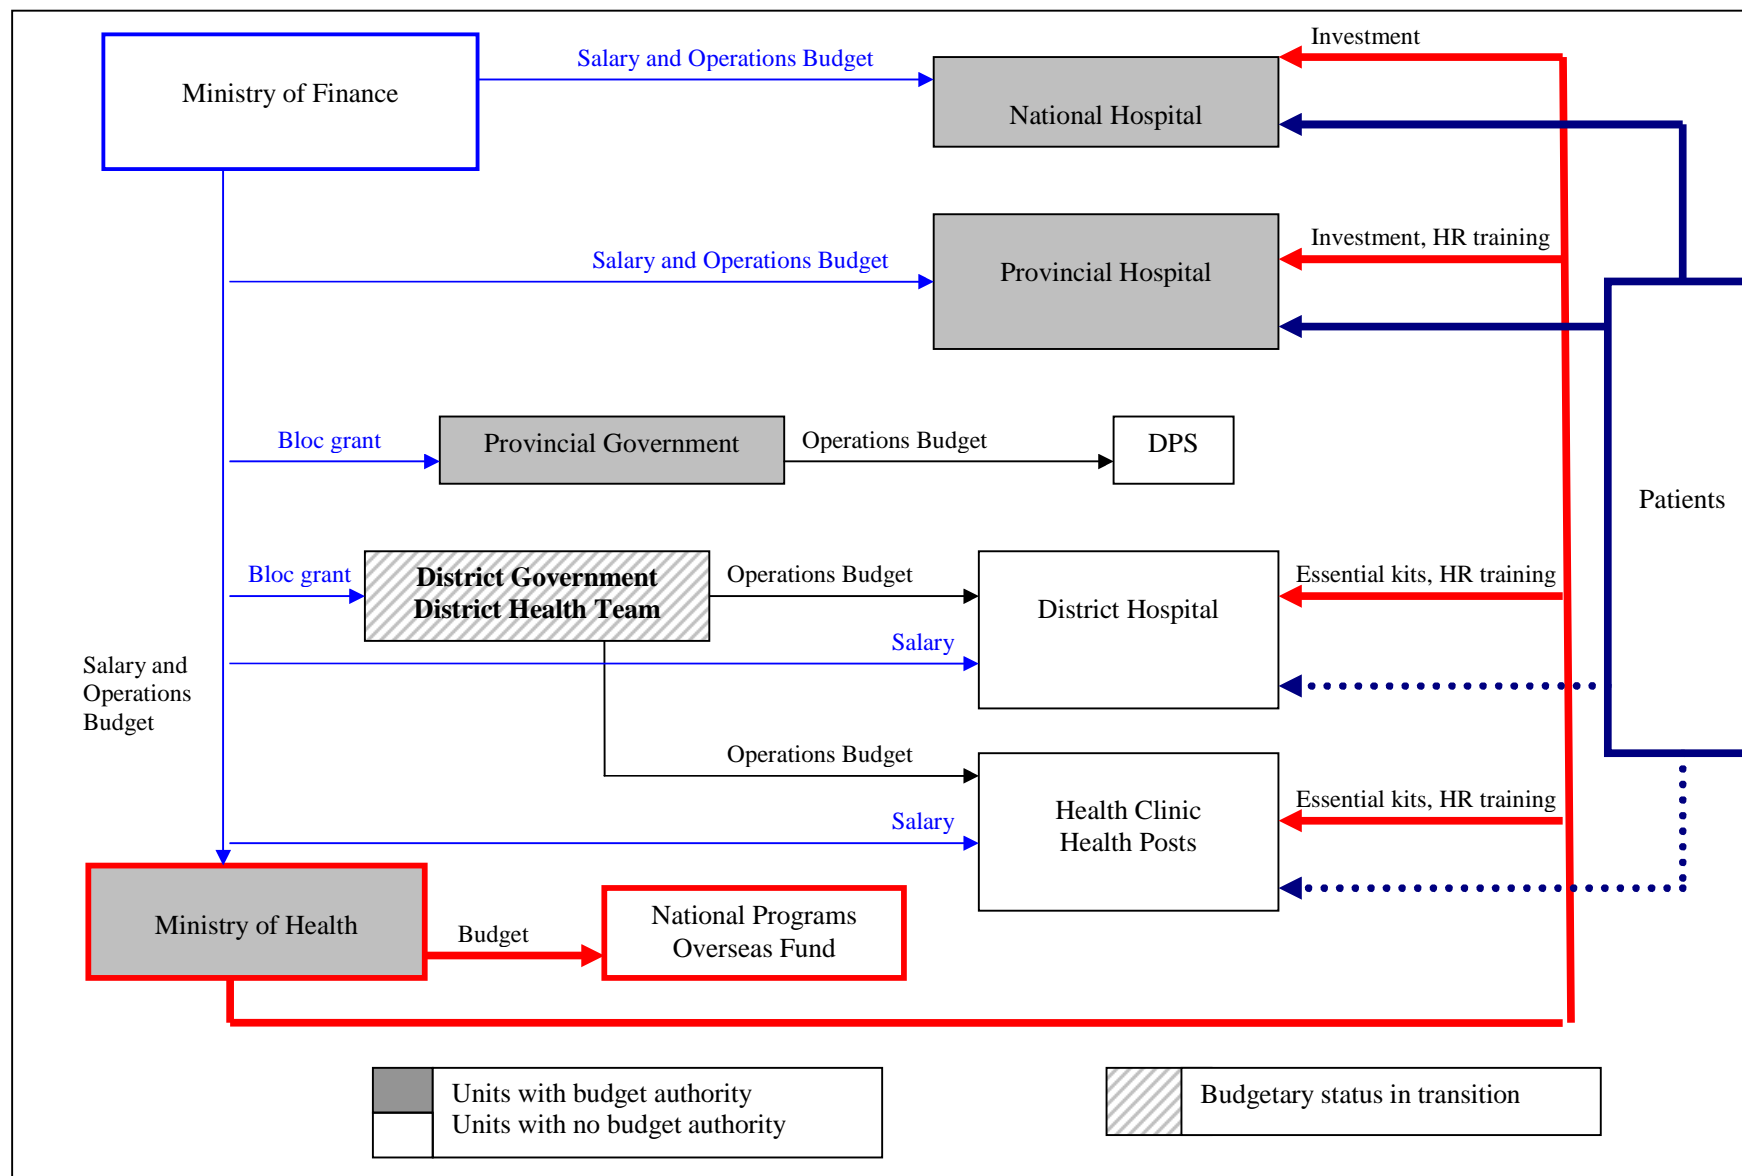 Investment
Salary and Operations Budget
Ministry of Finance
National Hospital
Investment, HR training
Salary and Operations Budget
Provincial Hospital
Bloc grant
Provincial Government
Operations Budget
DPS
Patients
Bloc grant
District Government
District Health Team
Operations Budget
District Hospital
Essential kits, HR training
Salary
Salary and
Operations
Budget
Operations Budget
Health Clinic
Health Posts
Essential kits, HR training
Salary
Ministry of Health
Budget
National Programs
Overseas Fund
Units with budget authority
Units with no budget authority
Budgetary status in transition